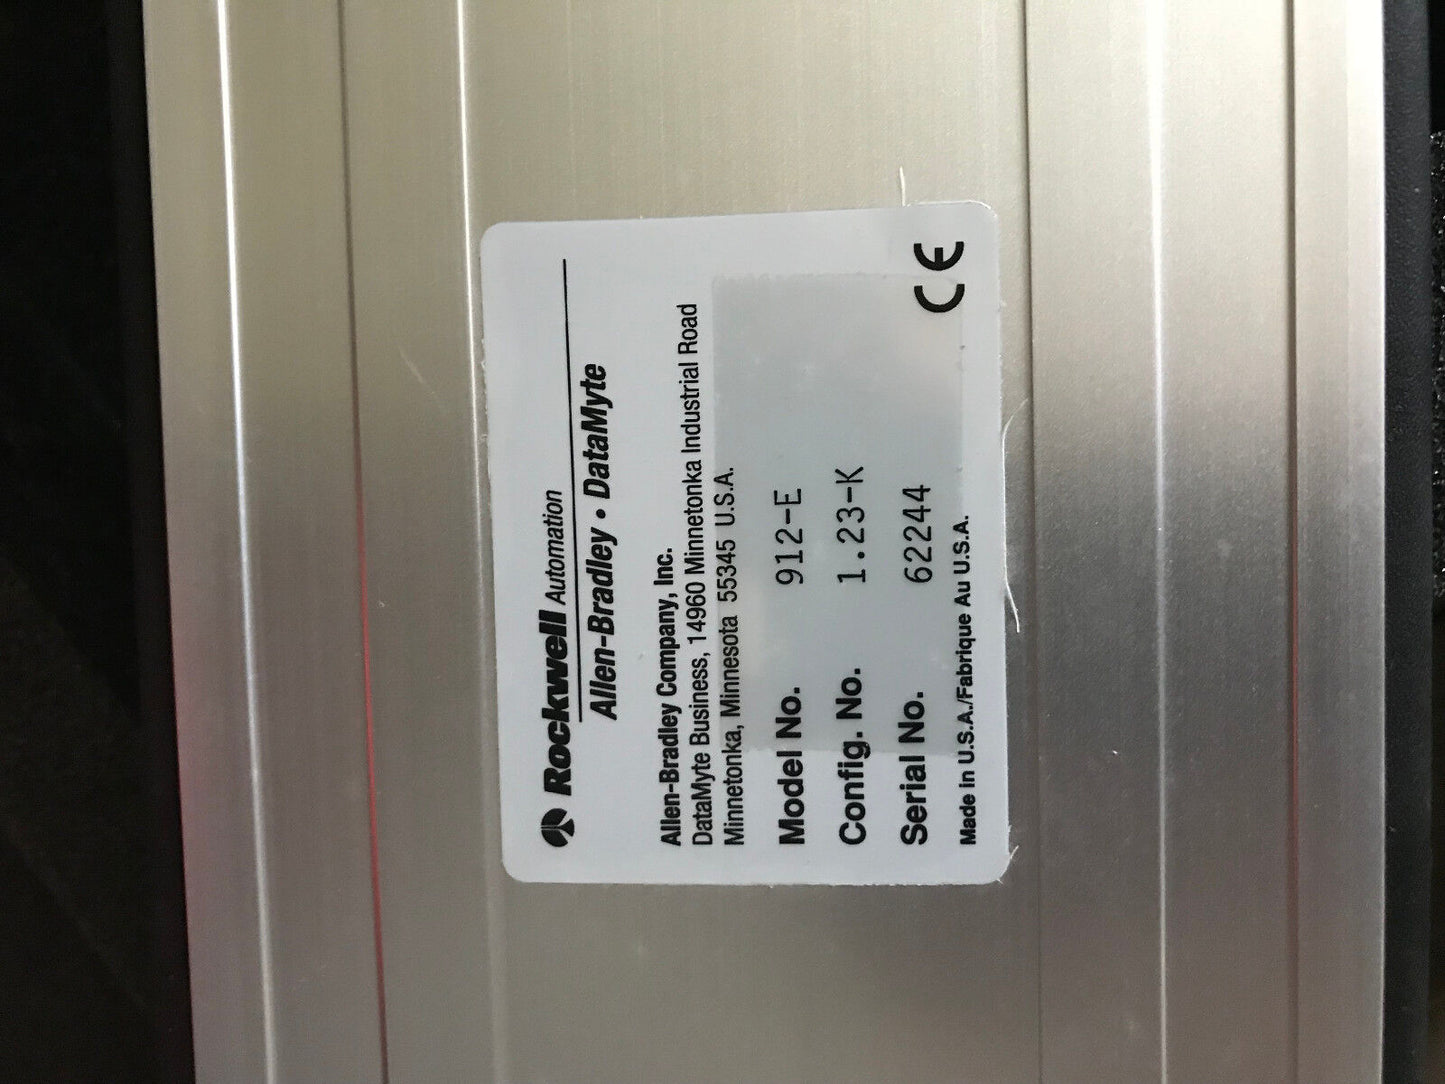 Rockwell Automation
Allen-Bradley • DataMyte
Allen-Bradley Company, Inc.
DataMyte Business, 14960 Minnetonka Industrial Road
Minnetonka, Minnesota 55345 U.S.A.
Model No. 912-E
Config. No. 1.23-K
Serial No. 62244
Made in U.S.A./Fabrique Au U.S.A.
CE